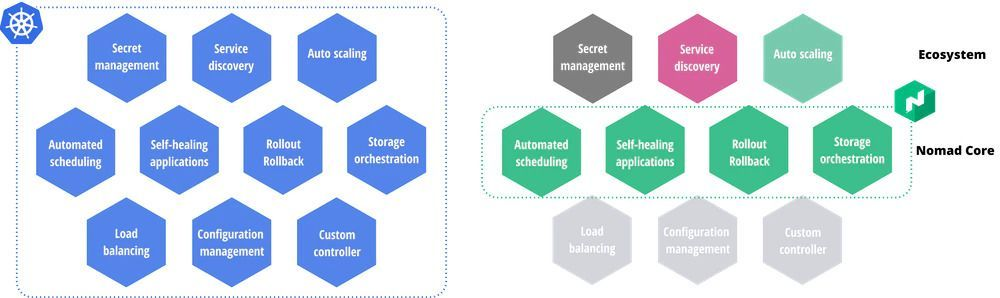 Secret
management
Service
discovery
Auto scaling
Automated
scheduling
Self-healing
applications
Rollout
Rollback
Storage
orchestration
Load
balancing
Configuration
management
Custom
controller
Secret
management
Service
discovery
Auto scaling
Ecosystem
Automated
scheduling
Self-healing
applications
Rollout
Rollback
Storage
orchestration
Nomad Core
Load
balancing
Configuration
management
Custom
controller